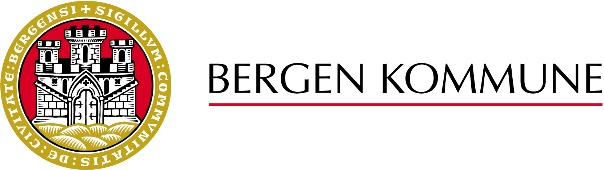 ✝ SIGILLVM : COMMVNITATIS : DE : CIVITATE : BERGENSI
BERGEN KOMMUNE